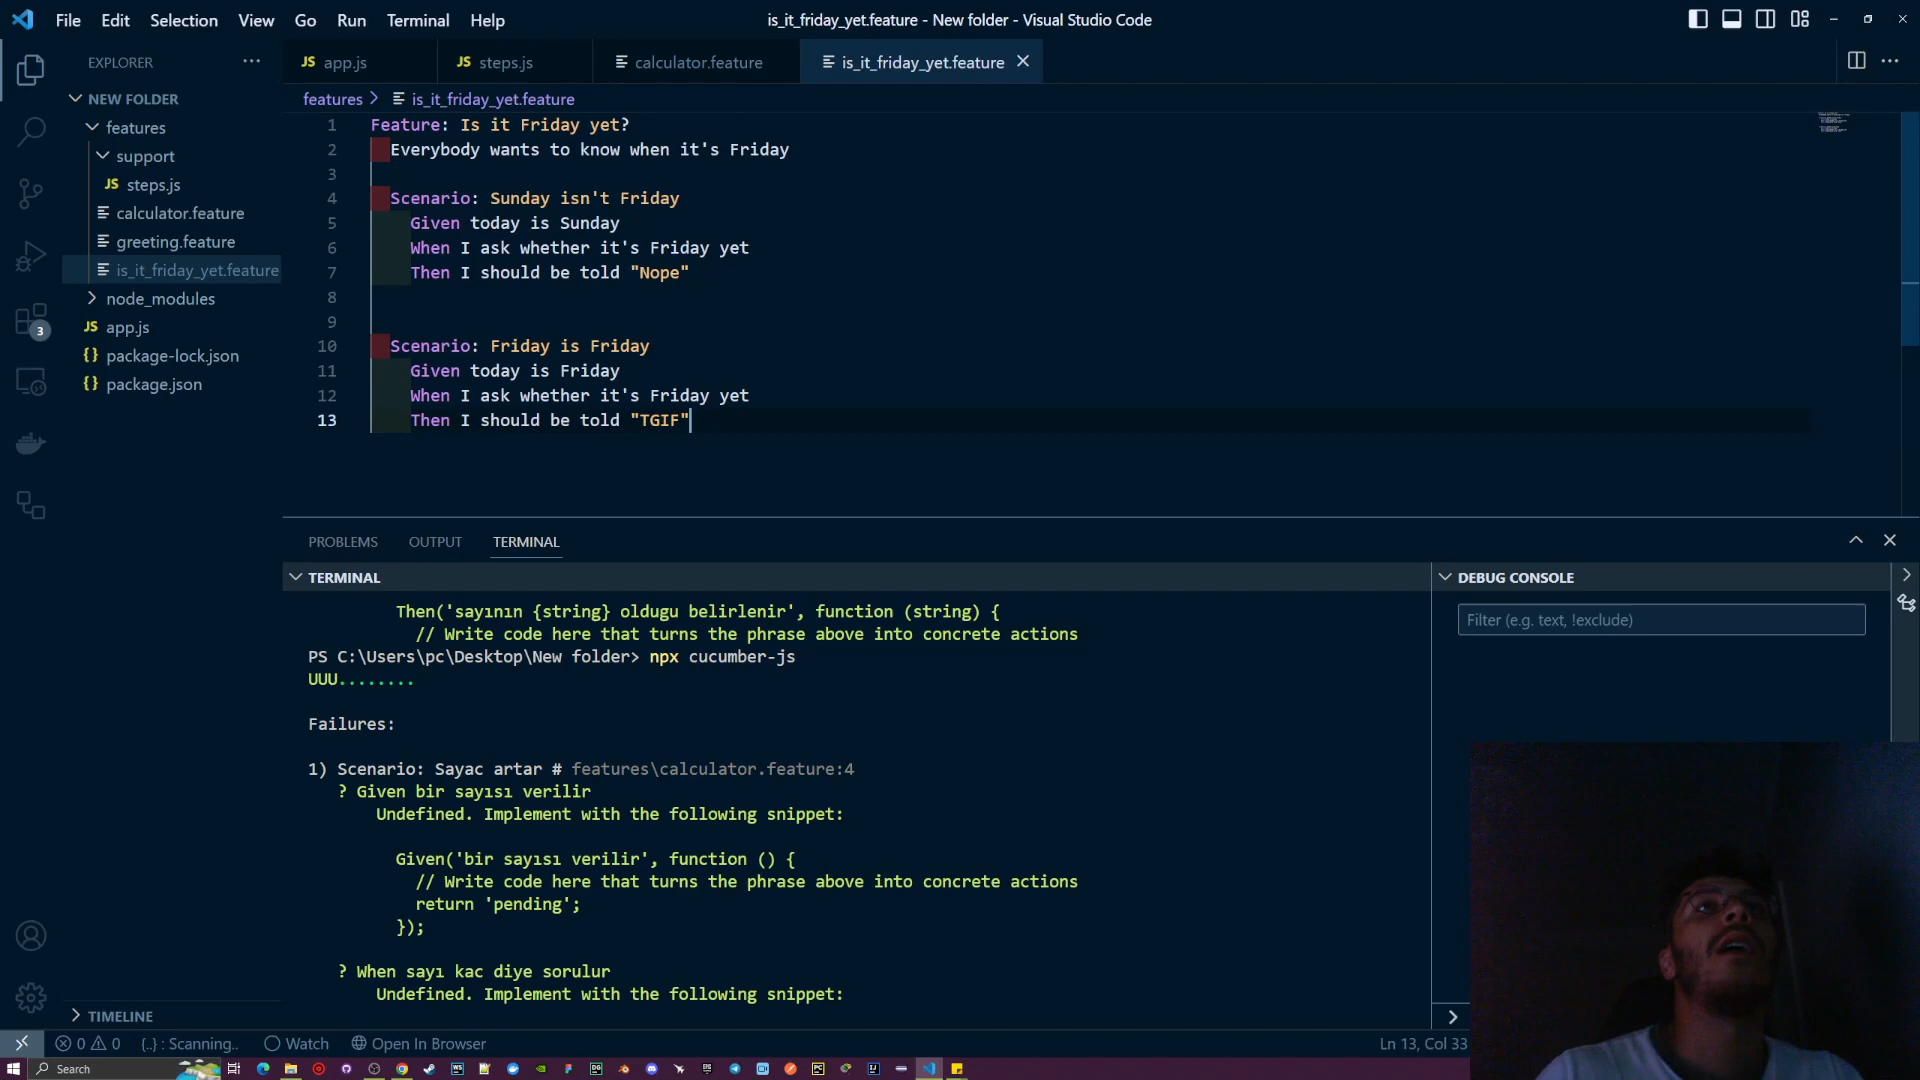 File Edit Selection View Go Run Terminal Help
is_it_friday_yet.feature - New folder - Visual Studio Code
EXPLORER
NEW FOLDER
features
support
JS steps.js
calculator.feature
greeting.feature
is_it_friday_yet.feature
node_modules
JS app.js
{} package-lock.json
{} package.json
3
TIMELINE
JS app.js
JS steps.js
calculator.feature
is_it_friday_yet.feature
features > is_it_friday_yet.feature
1 Feature: Is it Friday yet?
2 Everybody wants to know when it's Friday
3
4 Scenario: Sunday isn't Friday
5 Given today is Sunday
6 When I ask whether it's Friday yet
7 Then I should be told "Nope"
8
9
10 Scenario: Friday is Friday
11 Given today is Friday
12 When I ask whether it's Friday yet
13 Then I should be told "TGIF"
PROBLEMS OUTPUT TERMINAL
TERMINAL
Then('sayının {string} oldugu belirlenir', function (string) {
// Write code here that turns the phrase above into concrete actions
PS C:\Users\pc\Desktop\New folder> npx cucumber-js
UUU........
Failures:
1) Scenario: Sayac artar # features\calculator.feature:4
? Given bir sayısı verilir
Undefined. Implement with the following snippet:
Given('bir sayısı verilir', function () {
// Write code here that turns the phrase above into concrete actions
return 'pending';
});
? When sayı kac diye sorulur
Undefined. Implement with the following snippet:
DEBUG CONSOLE
Filter (e.g. text, !exclude)
0 0 {..} : Scanning.. Watch Open In Browser
Ln 13, Col 33
Search